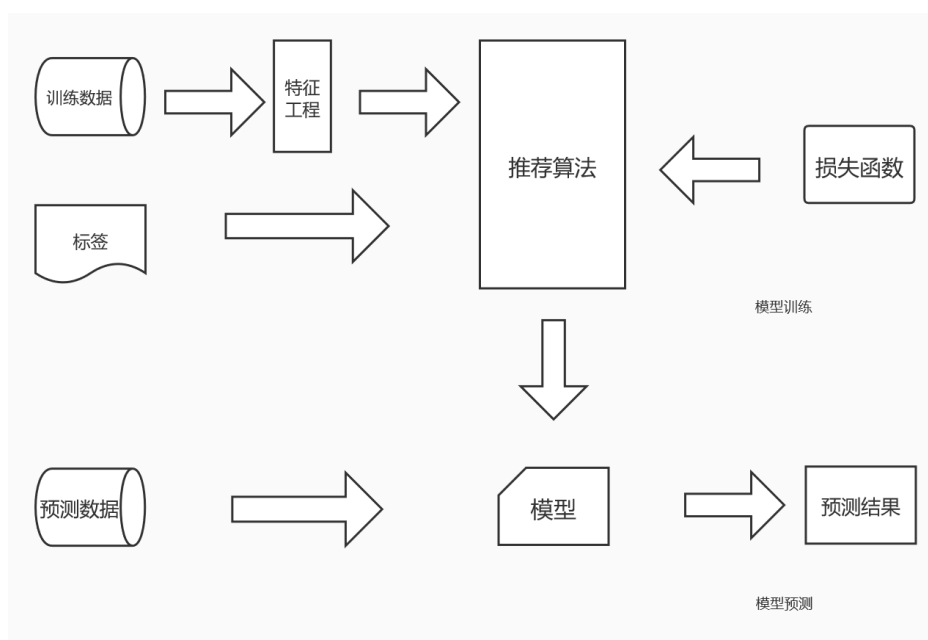 训练数据
特征
工程
推荐算法
损失函数
标签
模型训练
预测数据
模型
预测结果
模型预测